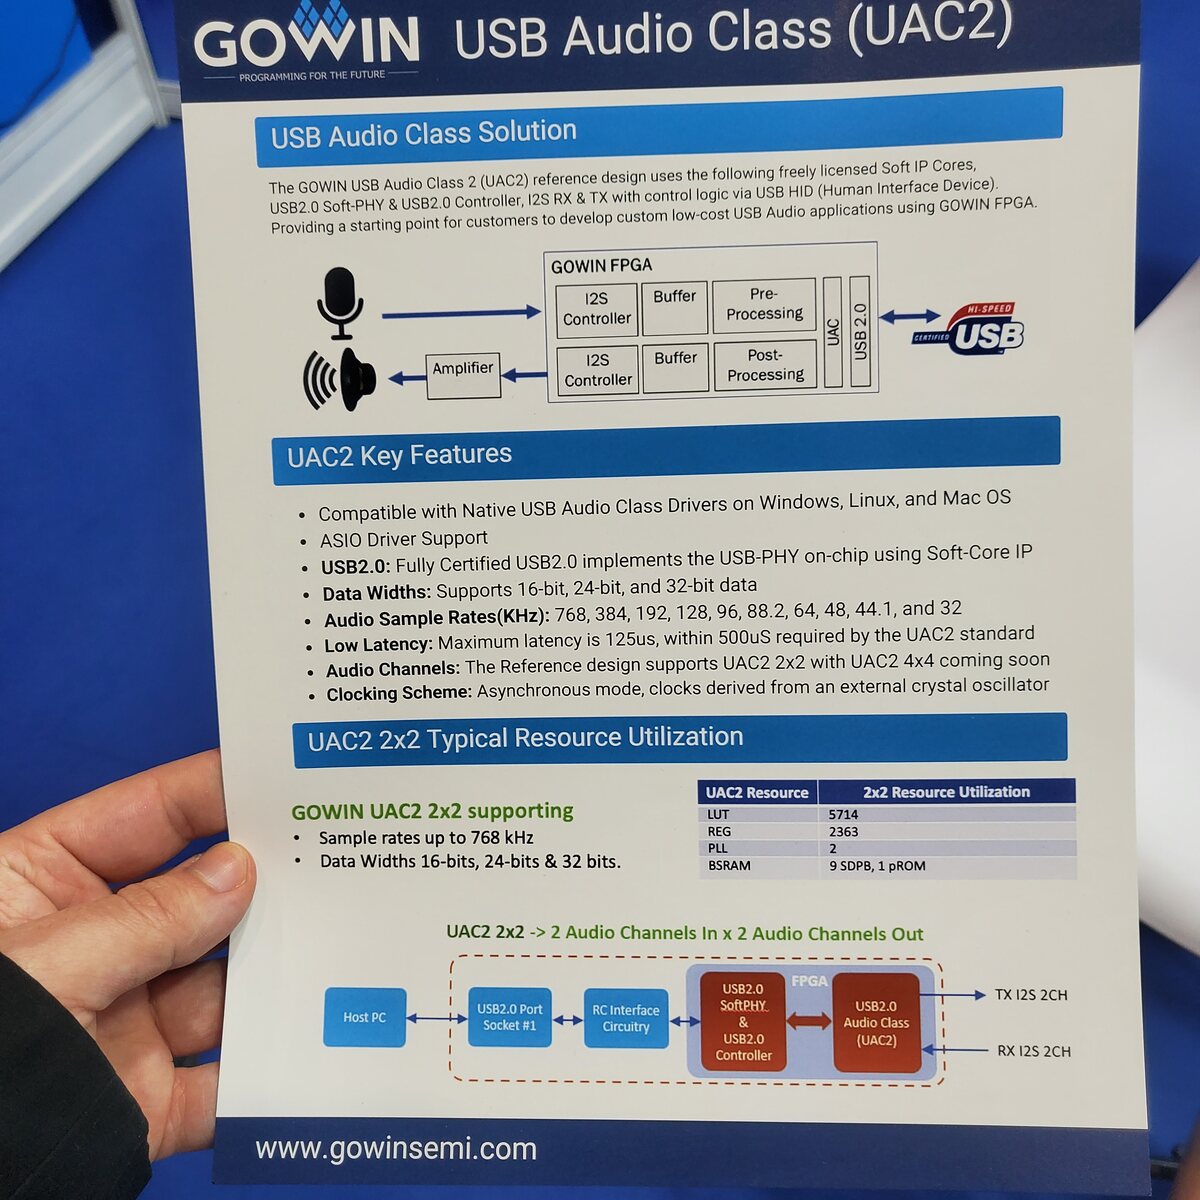 GOWIN
PROGRAMMING FOR THE FUTURE
USB Audio Class (UAC2)
USB Audio Class Solution
The GOWIN USB Audio Class 2 (UAC2) reference design uses the following freely licensed Soft IP Cores,
USB2.0 Soft-PHY & USB2.0 Controller, I2S RX & TX with control logic via USB HID (Human Interface Device).
Providing a starting point for customers to develop custom low-cost USB Audio applications using GOWIN FPGA.
GOWIN FPGA
I2S
Controller
Buffer
Pre-
Processing
UAC
USB 2.0
HI-SPEED
CERTIFIED
USB
Amplifier
I2S
Controller
Buffer
Post-
Processing
UAC2 Key Features
• Compatible with Native USB Audio Class Drivers on Windows, Linux, and Mac OS
• ASIO Driver Support
• USB2.0: Fully Certified USB2.0 implements the USB-PHY on-chip using Soft-Core IP
• Data Widths: Supports 16-bit, 24-bit, and 32-bit data
• Audio Sample Rates(KHz): 768, 384, 192, 128, 96, 88.2, 64, 48, 44.1, and 32
• Low Latency: Maximum latency is 125us, within 500uS required by the UAC2 standard
• Audio Channels: The Reference design supports UAC2 2x2 with UAC2 4x4 coming soon
• Clocking Scheme: Asynchronous mode, clocks derived from an external crystal oscillator
UAC2 2x2 Typical Resource Utilization
GOWIN UAC2 2x2 supporting
• Sample rates up to 768 kHz
• Data Widths 16-bits, 24-bits & 32 bits.
UAC2 Resource 2x2 Resource Utilization
LUT 5714
REG 2363
PLL 2
BSRAM 9 SDPB, 1 pROM
UAC2 2x2 -> 2 Audio Channels In x 2 Audio Channels Out
Host PC
USB2.0 Port
Socket #1
RC Interface
Circuitry
FPGA
USB2.0
SoftPHY
&
USB2.0
Controller
USB2.0
Audio Class
(UAC2)
TX I2S 2CH
RX I2S 2CH
www.gowinsemi.com